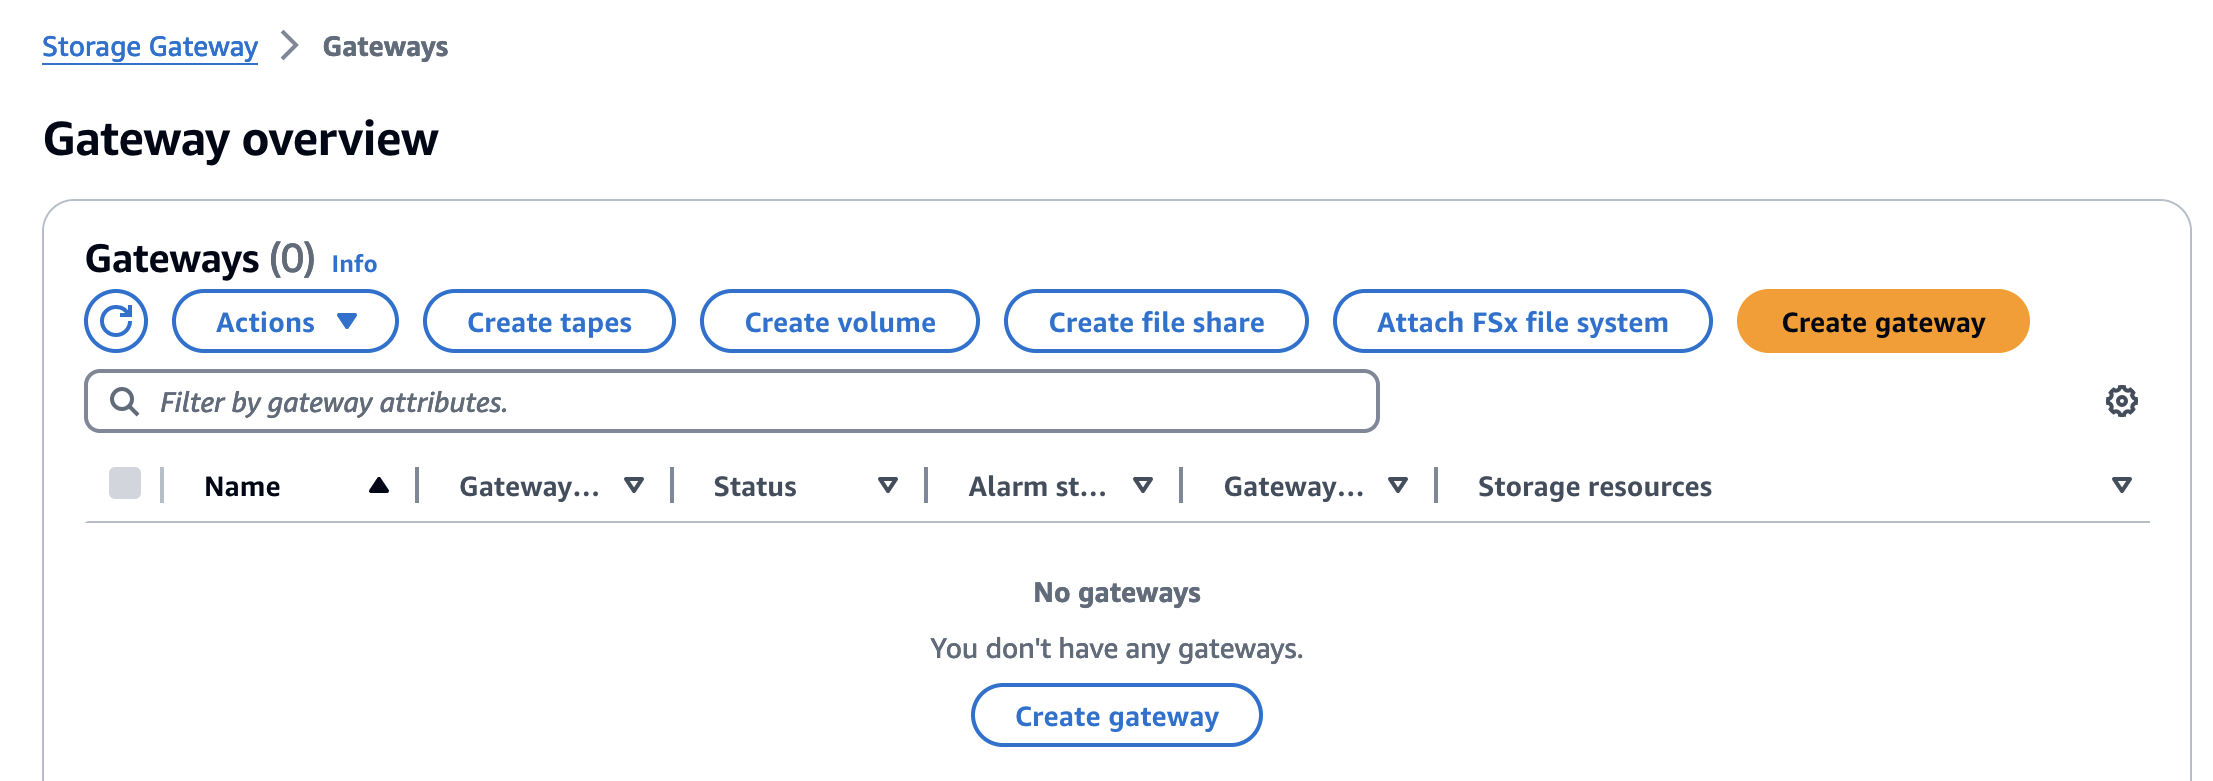 Storage Gateway > Gateways
Gateway overview
Gateways (0) Info
Actions Create tapes Create volume Create file share Attach FSx file system Create gateway
Filter by gateway attributes.
Name Gateway... Status Alarm st... Gateway... Storage resources
No gateways
You don't have any gateways.
Create gateway